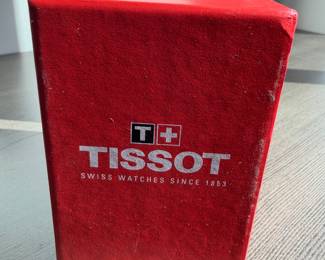 T+
TISSOT
SWISS WATCHES SINCE 1853